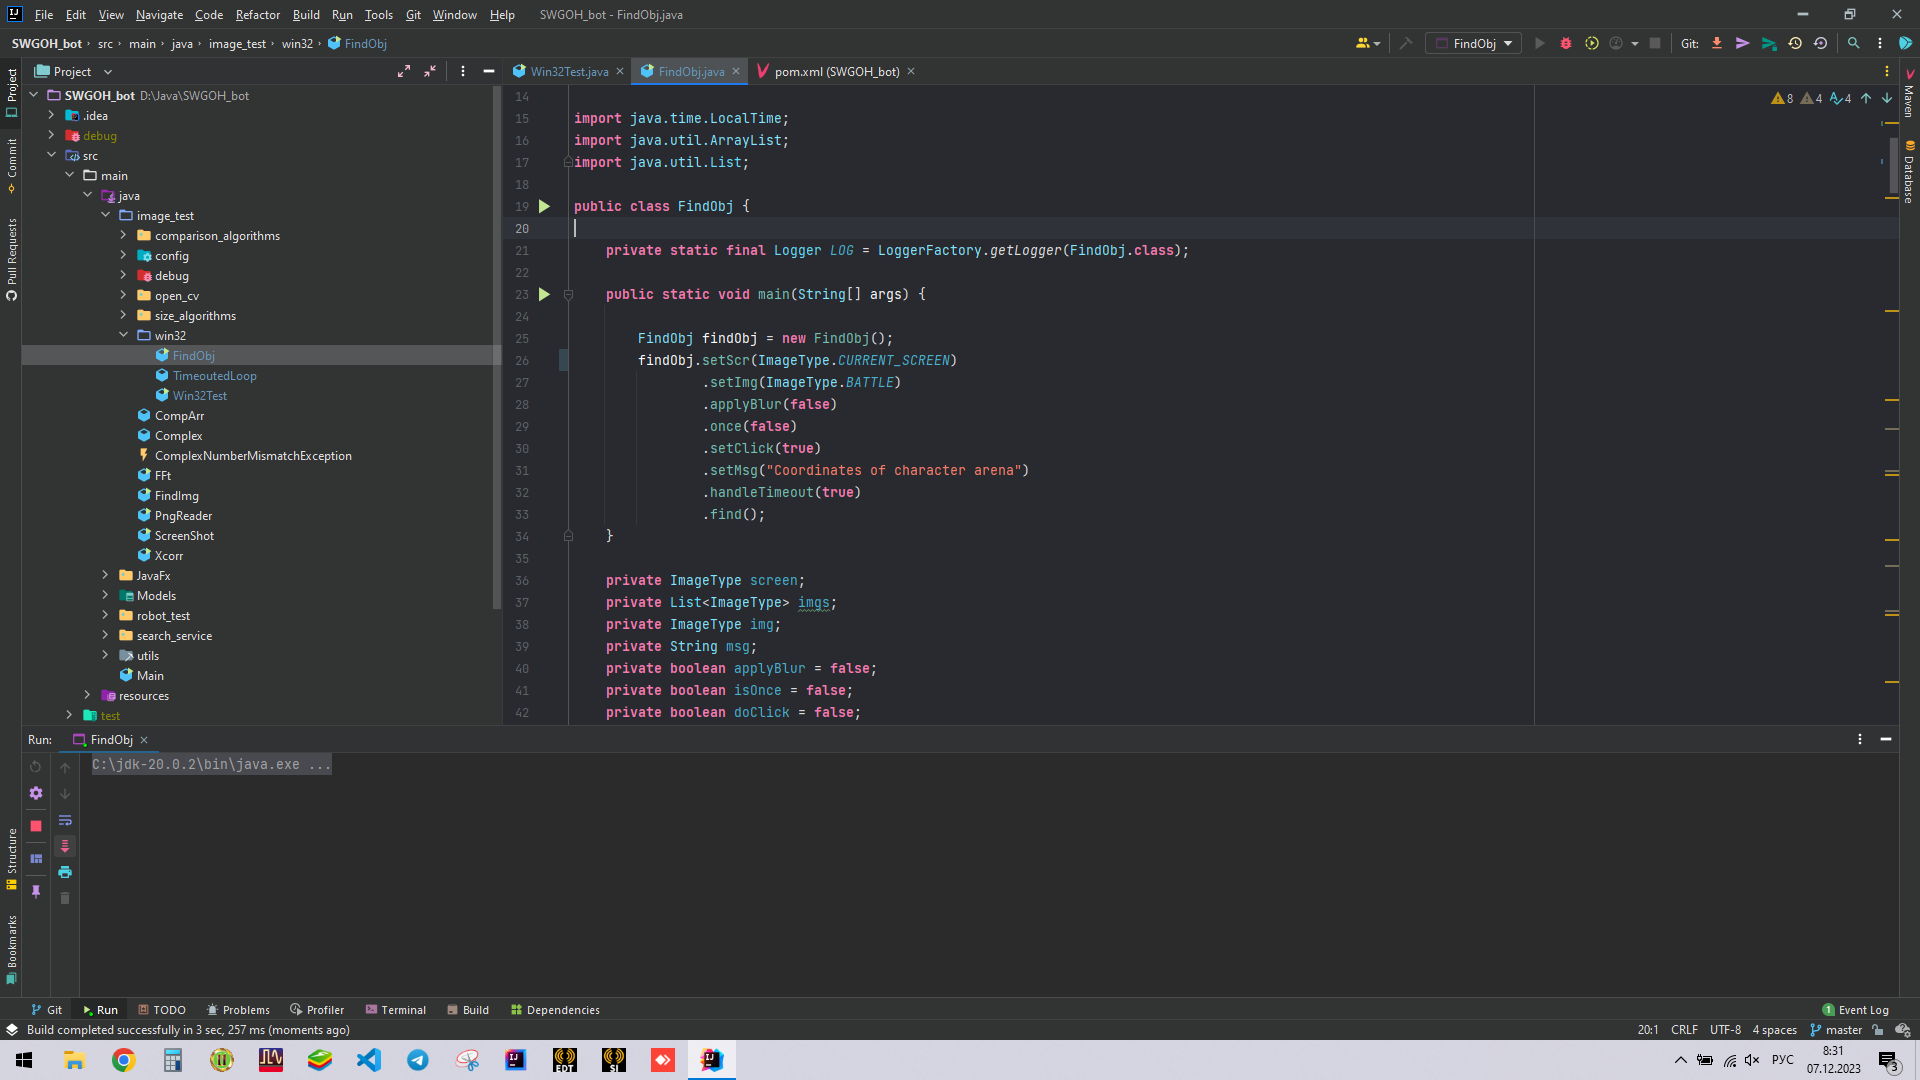 File Edit View Navigate Code Refactor Build Run Tools Git Window Help SWGOH_bot - FindObj.java
SWGOH_bot src main java image_test win32 FindObj
FindObj
Git:
Project
Win32Test.java
FindObj.java
pom.xml (SWGOH_bot)
Project
Commit
Pull Requests
Structure
Bookmarks
SWGOH_bot D:\Java\SWGOH_bot
.idea
debug
src
main
java
image_test
comparison_algorithms
config
debug
open_cv
size_algorithms
win32
FindObj
TimeoutedLoop
Win32Test
CompArr
Complex
ComplexNumberMismatchException
FFt
FindImg
PngReader
ScreenShot
Xcorr
JavaFx
Models
robot_test
search_service
utils
Main
resources
test
8 4 4
14
15 import java.time.LocalTime;
16 import java.util.ArrayList;
17 import java.util.List;
18
19 public class FindObj {
20
21 private static final Logger LOG = LoggerFactory.getLogger(FindObj.class);
22
23 public static void main(String[] args) {
24
25 FindObj findObj = new FindObj();
26 findObj.setScr(ImageType.CURRENT_SCREEN)
27 .setImg(ImageType.BATTLE)
28 .applyBlur(false)
29 .once(false)
30 .setClick(true)
31 .setMsg("Coordinates of character arena")
32 .handleTimeout(true)
33 .find();
34 }
35
36 private ImageType screen;
37 private List<ImageType> imgs;
38 private ImageType img;
39 private String msg;
40 private boolean applyBlur = false;
41 private boolean isOnce = false;
42 private boolean doClick = false;
Maven
Database
Run: FindObj
C:\jdk-20.0.2\bin\java.exe ...
Git Run TODO Problems Profiler Terminal Build Dependencies
1 Event Log
Build completed successfully in 3 sec, 257 ms (moments ago)
20:1 CRLF UTF-8 4 spaces master
IJ
EDT
SI
IJ
РУС
8:31
07.12.2023
3